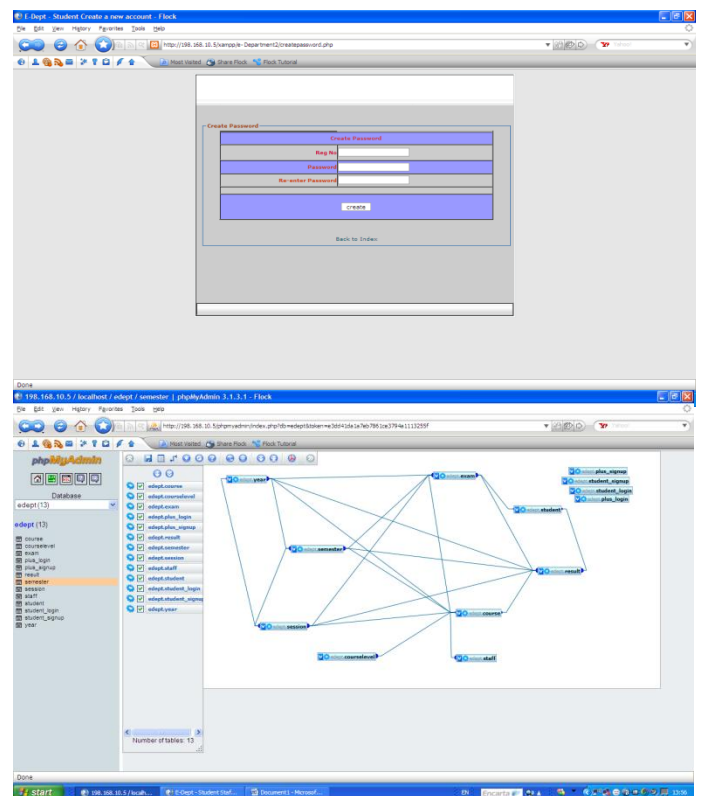 E-Dept - Student Create a new account - Flock
File Edit View History Favorites Tools Help
http://198.168.10.5/xampp/e- Department2/createpassword.php
Most Visited Share Flock Flock Tutorial
Create Password
Create Password
Reg No
Password
Re-enter Password
create
Back to Index
Done
198.168.10.5 / localhost / edept / semester | phpMyAdmin 3.1.3.1 - Flock
File Edit View History Favorites Tools Help
Most Visited Share Flock Flock Tutorial
phpMyAdmin
Database
edept (13)
edept (13)
course
courselevel
exam
plus_login
plus_signup
result
semester
session
staff
student
student_login
student_signup
year
edept.course
edept.courselevel
edept.exam
edept.plus_login
edept.plus_signup
edept.result
edept.semester
edept.session
edept.staff
edept.student
edept.student_login
edept.student_signup
edept.year
Number of tables: 13
year
exam
plus_signup
student_signup
student_login
plus_login
student
semester
result
course
session
courselevel
staff
Done
start
198.168.10.5 / localh...
E-Dept - Student Staf...
Document1 - Microsof...
EN
Encarta
13:56